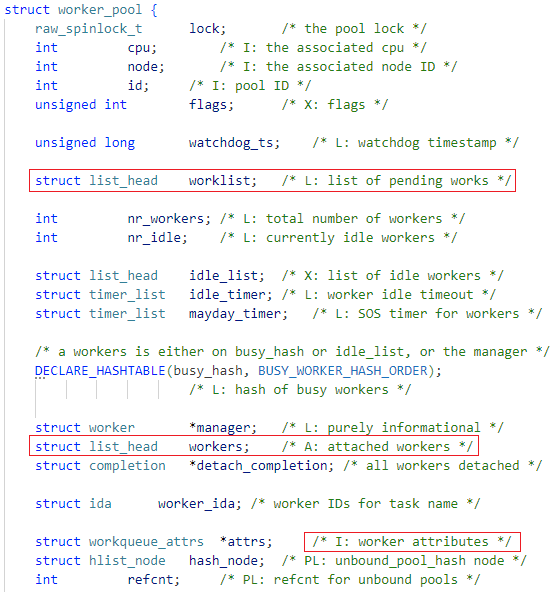 struct worker_pool {
raw_spinlock_t lock; /* the pool lock */
int cpu; /* I: the associated cpu */
int node; /* I: the associated node ID */
int id; /* I: pool ID */
unsigned int flags; /* X: flags */
unsigned long watchdog_ts; /* L: watchdog timestamp */
struct list_head worklist; /* L: list of pending works */
int nr_workers; /* L: total number of workers */
int nr_idle; /* L: currently idle workers */
struct list_head idle_list; /* X: list of idle workers */
struct timer_list idle_timer; /* L: worker idle timeout */
struct timer_list mayday_timer; /* L: SOS timer for workers */
/* a workers is either on busy_hash or idle_list, or the manager */
DECLARE_HASHTABLE(busy_hash, BUSY_WORKER_HASH_ORDER);
/* L: hash of busy workers */
struct worker *manager; /* L: purely informational */
struct list_head workers; /* A: attached workers */
struct completion *detach_completion; /* all workers detached */
struct ida worker_ida; /* worker IDs for task name */
struct workqueue_attrs *attrs; /* I: worker attributes */
struct hlist_node hash_node; /* PL: unbound_pool_hash node */
int refcnt; /* PL: refcnt for unbound pools */